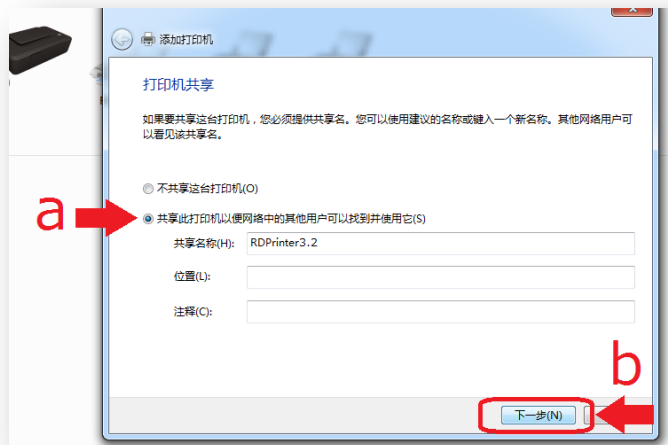 添加打印机
打印机共享
如果要共享这台打印机，您必须提供共享名。您可以使用建议的名称或键入一个新名称。其他网络用户可
以看见该共享名。
不共享这台打印机(O)
a
共享此打印机以便网络中的其他用户可以找到并使用它(S)
共享名称(H): RDPrinter3.2
位置(L):
注释(C):
b
下一步(N)